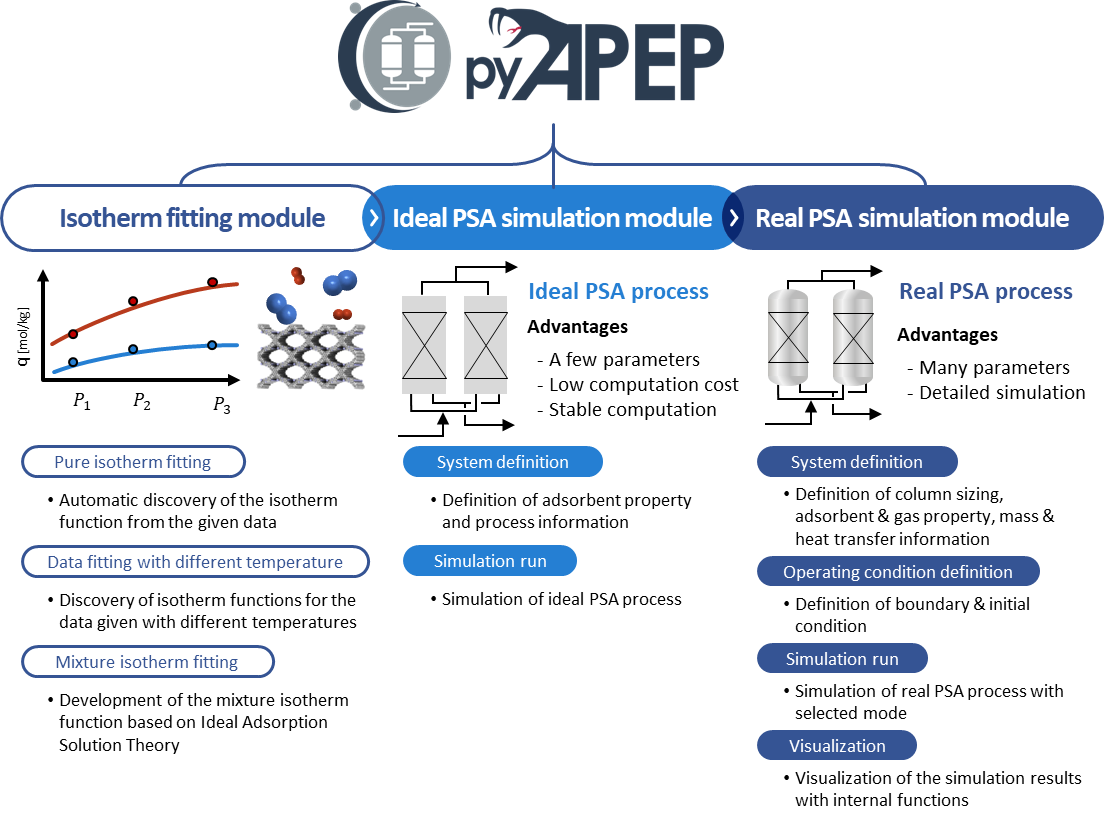 pyAPEP
Isotherm fitting module
Ideal PSA simulation module
Real PSA simulation module
q [mol/kg]
P1
P2
P3
Ideal PSA process
Advantages
- A few parameters
- Low computation cost
- Stable computation
Real PSA process
Advantages
- Many parameters
- Detailed simulation
Pure isotherm fitting
• Automatic discovery of the isotherm
function from the given data
Data fitting with different temperature
• Discovery of isotherm functions for the
data given with different temperatures
Mixture isotherm fitting
• Development of the mixture isotherm
function based on Ideal Adsorption
Solution Theory
System definition
• Definition of adsorbent property
and process information
Simulation run
• Simulation of ideal PSA process
System definition
• Definition of column sizing,
adsorbent & gas property, mass &
heat transfer information
Operating condition definition
• Definition of boundary & initial
condition
Simulation run
• Simulation of real PSA process with
selected mode
Visualization
• Visualization of the simulation results
with internal functions